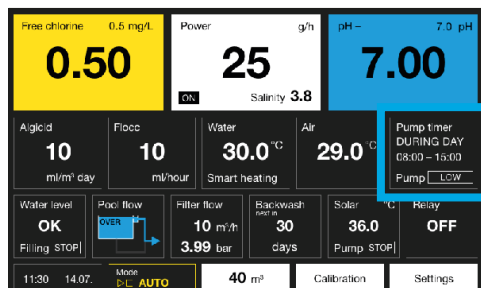 Free chlorine 0.5 mg/L Power g/h pH – 7.0 pH
0.50 25 7.00
ON Salinity 3.8
Algicid Flocc Water Air Pump timer
DURING DAY
10 10 30.0 °C 29.0 °C 08:00 – 15:00
ml/m³ day ml/hour Smart heating Pump LOW
Water level Pool flow Filter flow Backwash Solar °C Relay
next in
OVER
OK 10 m³/h 30 36.0 OFF
Filling STOP 3.99 bar days Pump STOP
11:30 14.07. Mode AUTO 40 m³ Calibration Settings